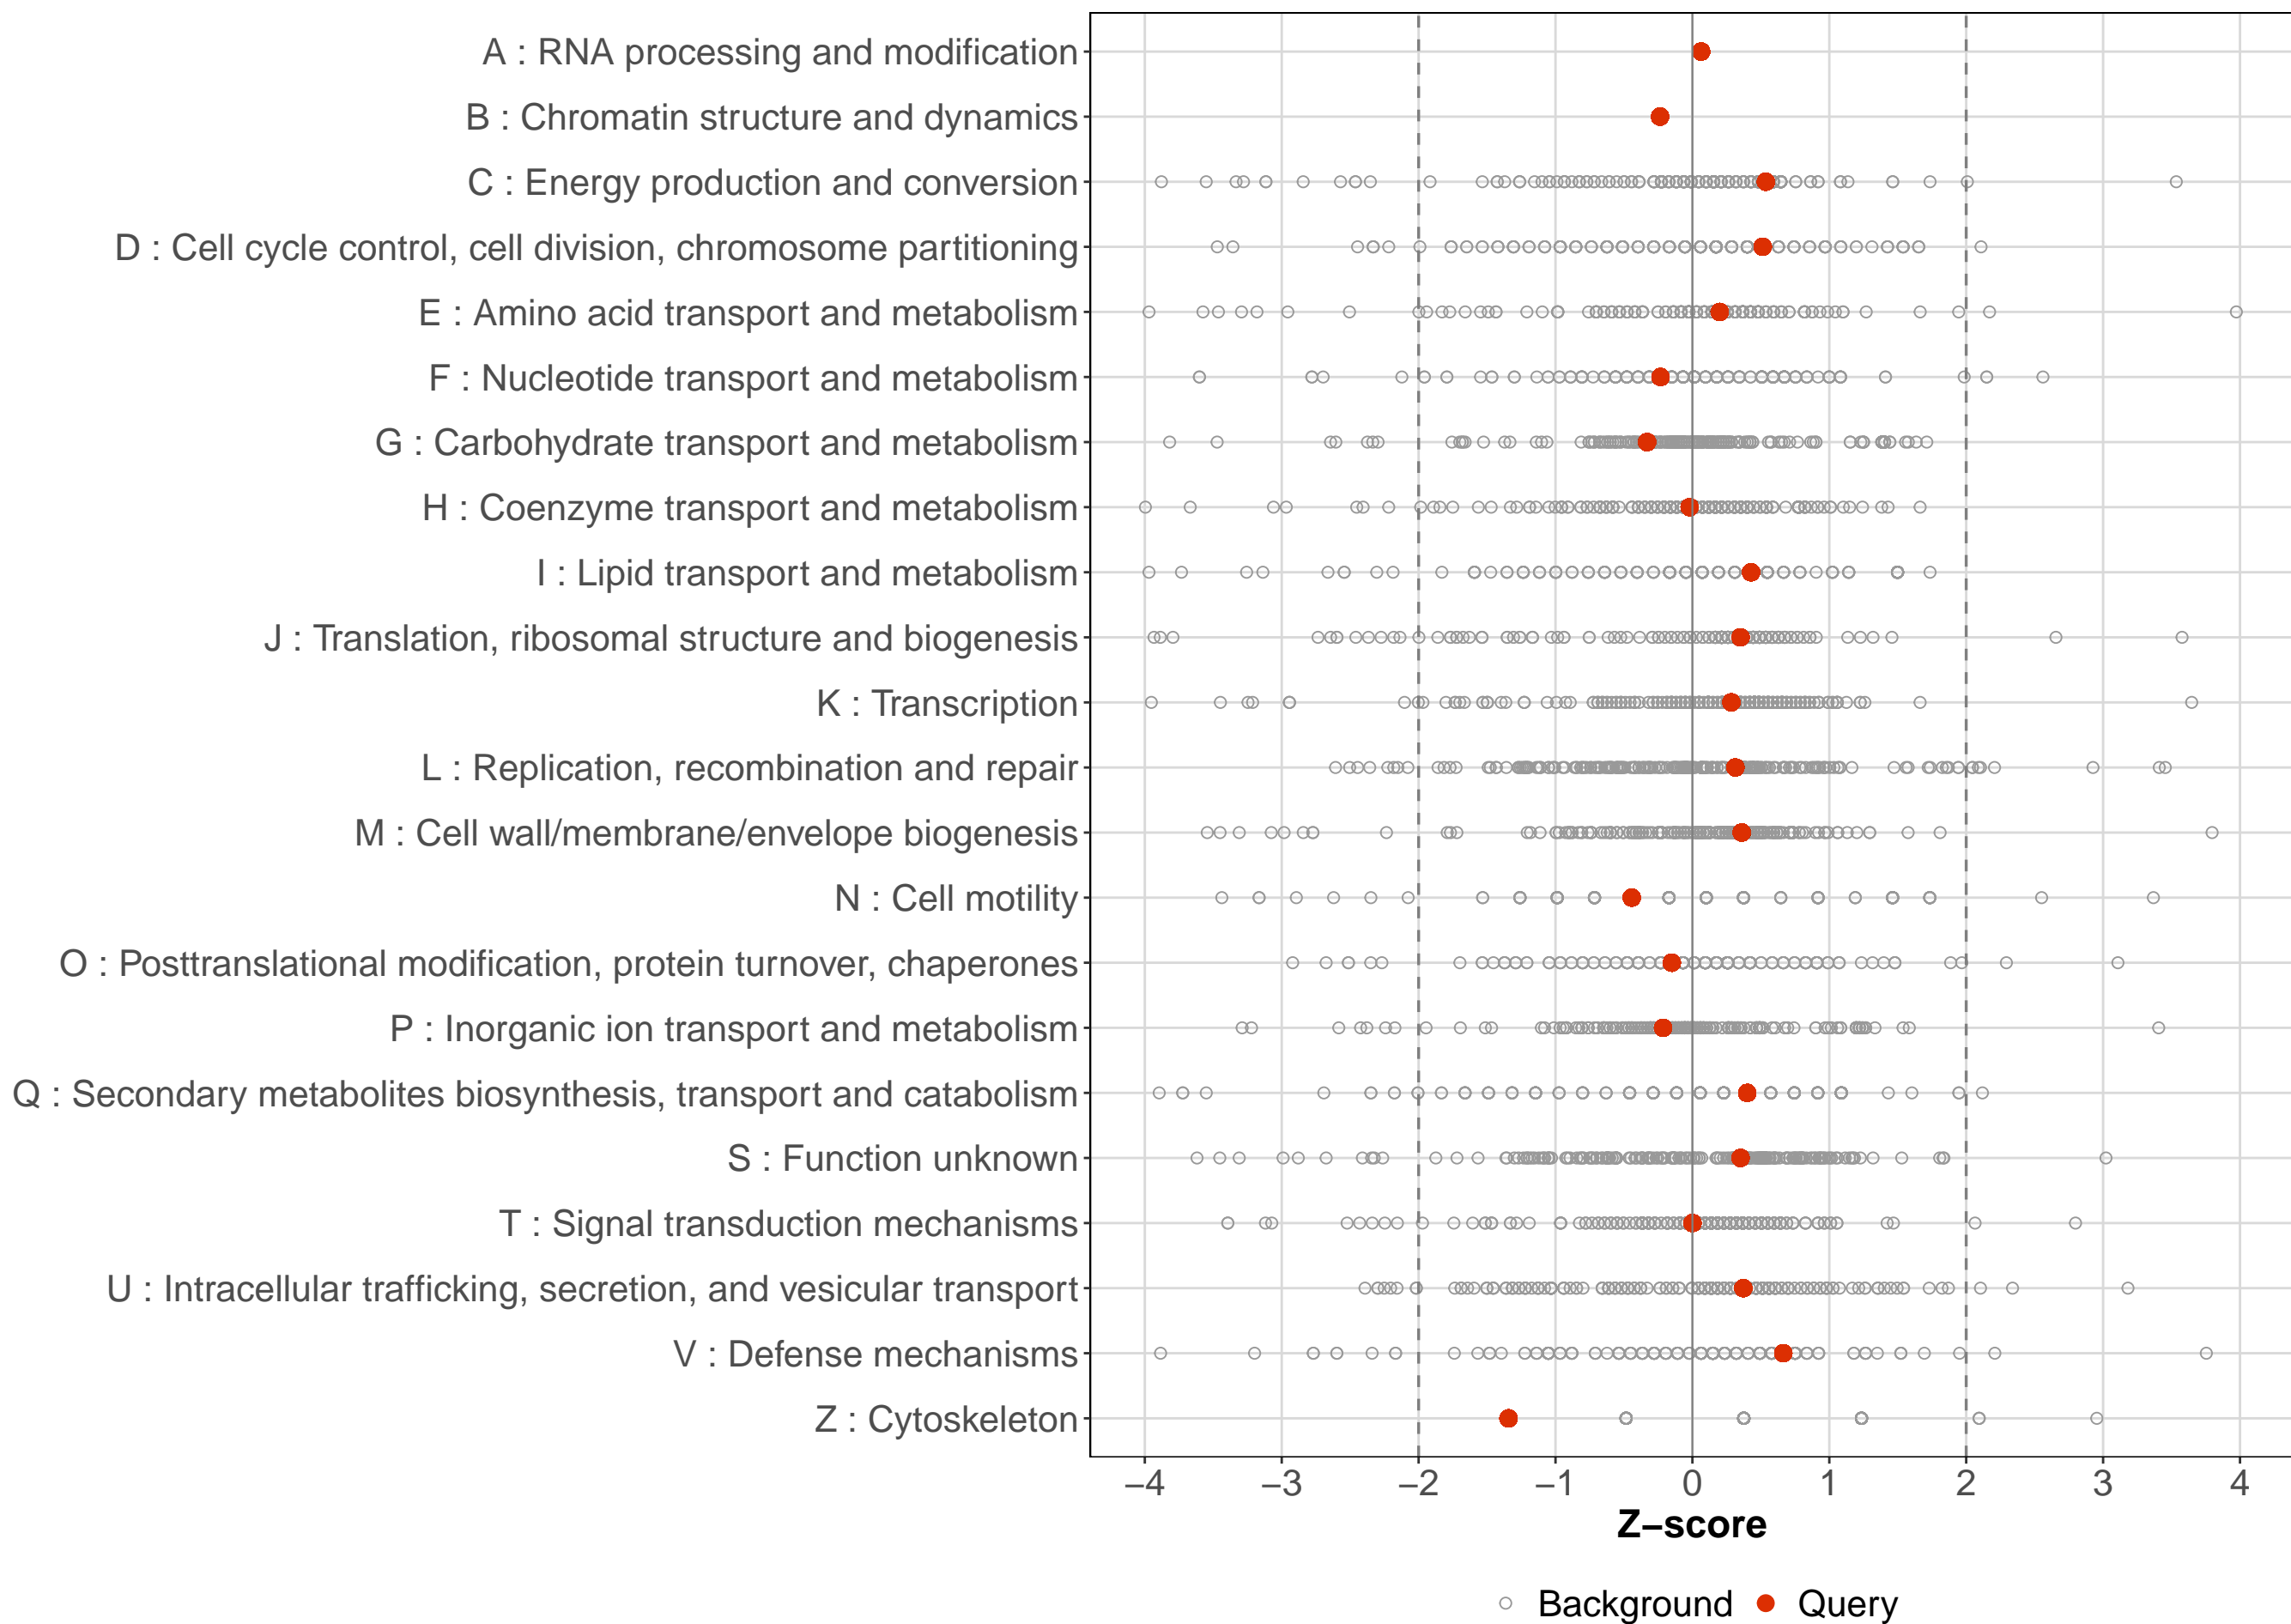 A : RNA processing and modification
B : Chromatin structure and dynamics
C : Energy production and conversion
D : Cell cycle control, cell division, chromosome partitioning
E : Amino acid transport and metabolism
F : Nucleotide transport and metabolism
G : Carbohydrate transport and metabolism
H : Coenzyme transport and metabolism
I : Lipid transport and metabolism
J : Translation, ribosomal structure and biogenesis
K : Transcription
L : Replication, recombination and repair
M : Cell wall/membrane/envelope biogenesis
N : Cell motility
O : Posttranslational modification, protein turnover, chaperones
P : Inorganic ion transport and metabolism
Q : Secondary metabolites biosynthesis, transport and catabolism
S : Function unknown
T : Signal transduction mechanisms
U : Intracellular trafficking, secretion, and vesicular transport
V : Defense mechanisms
Z : Cytoskeleton
−4 −3 −2 −1 0 1 2 3 4
Z−score
Background Query